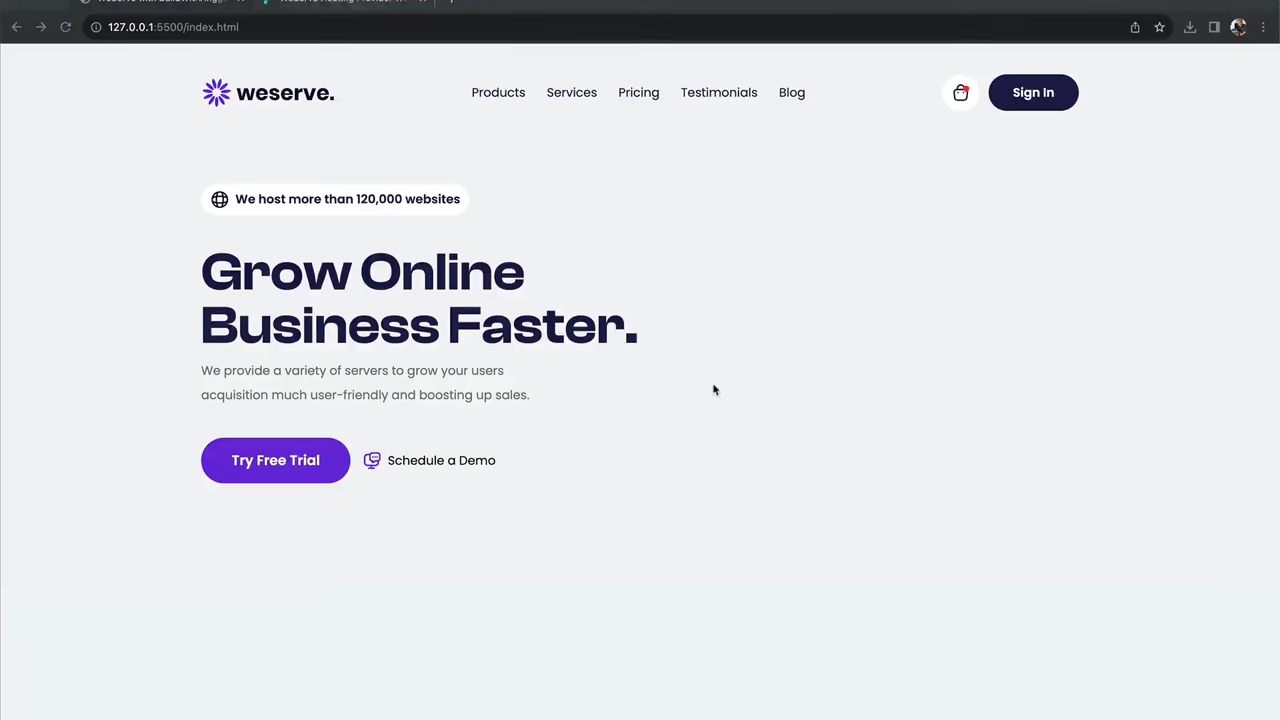 127.0.0.1:5500/index.html
weserve.
Products Services Pricing Testimonials Blog
Sign In
We host more than 120,000 websites
Grow Online
Business Faster.
We provide a variety of servers to grow your users
acquisition much user-friendly and boosting up sales.
Try Free Trial
Schedule a Demo